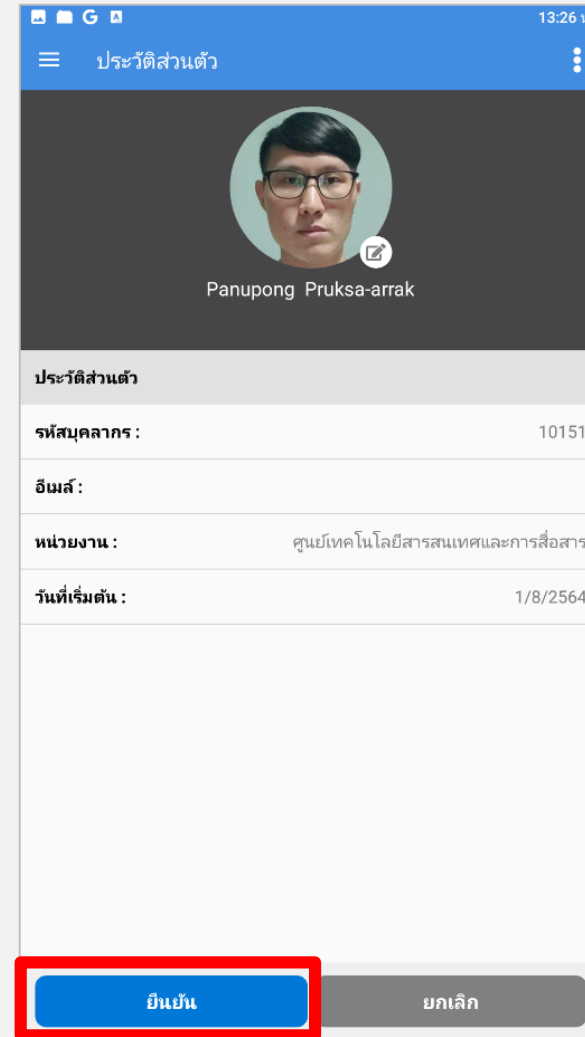 13:26 น
ประวัติส่วนตัว
Panupong Pruksa-arrak
ประวัติส่วนตัว
รหัสบุคลากร : 10151
อีเมล์ :
หน่วยงาน : ศูนย์เทคโนโลยีสารสนเทศและการสื่อสาร
วันที่เริ่มต้น : 1/8/2564
ยืนยัน ยกเลิก